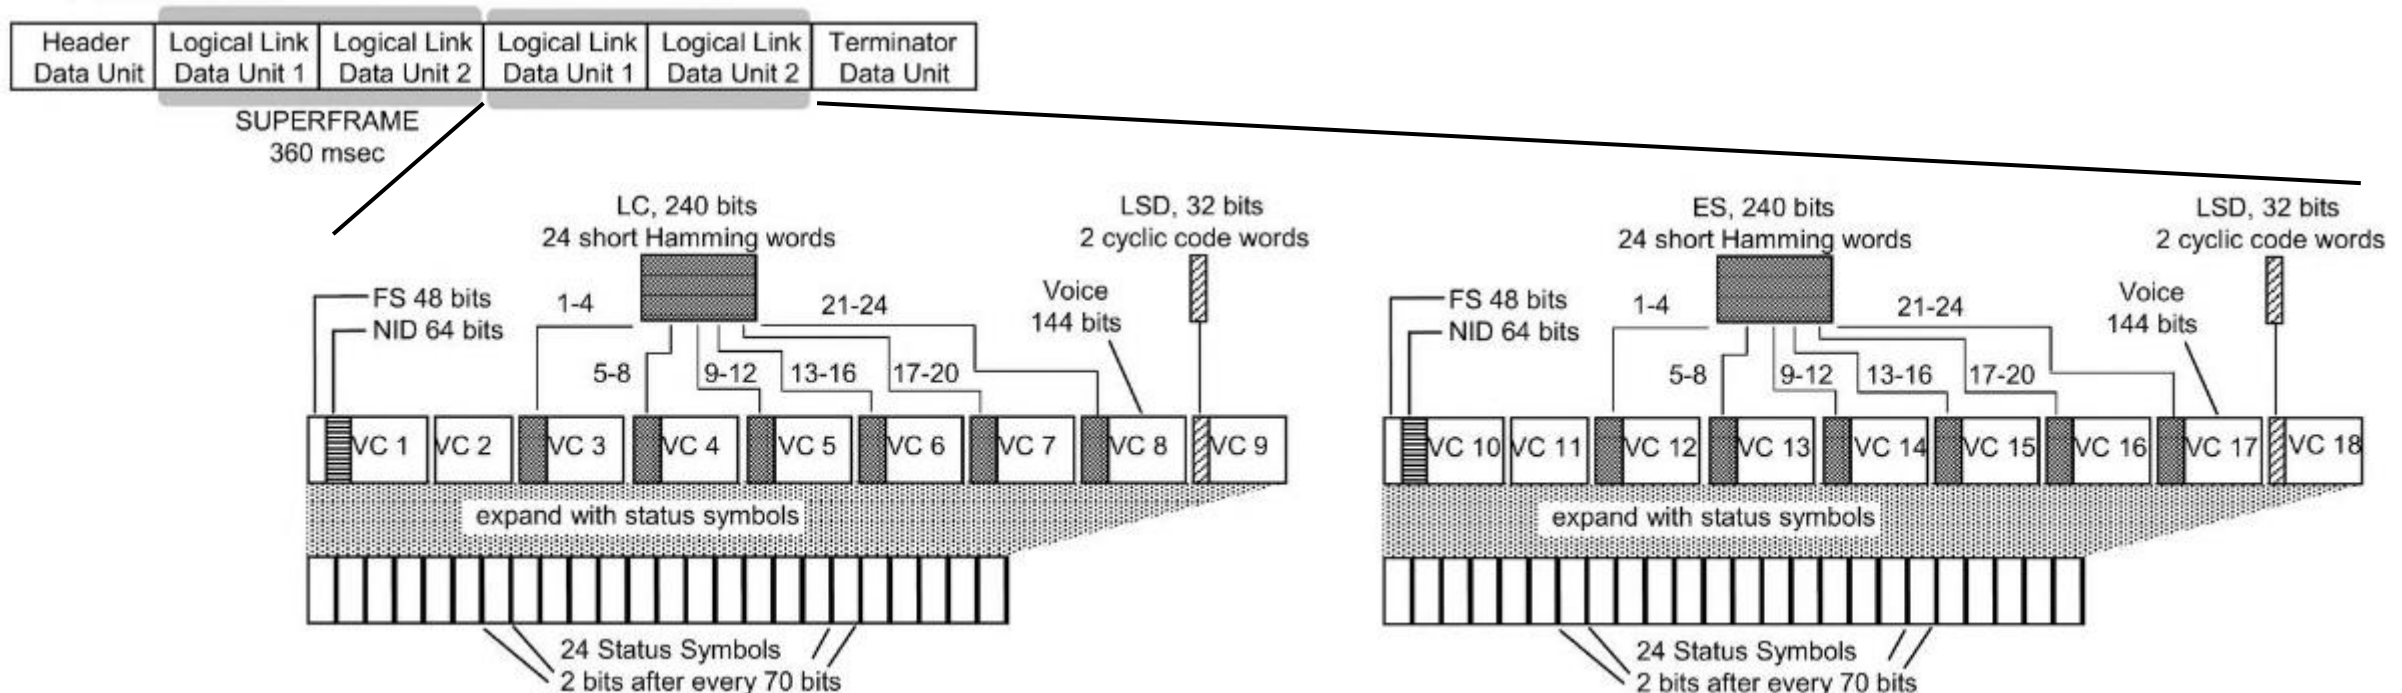 Header Data Unit
Logical Link Data Unit 1
Logical Link Data Unit 2
Logical Link Data Unit 1
Logical Link Data Unit 2
Terminator Data Unit
SUPERFRAME
360 msec
LC, 240 bits
24 short Hamming words
LSD, 32 bits
2 cyclic code words
FS 48 bits
NID 64 bits
1-4
21-24
Voice
144 bits
5-8
9-12
13-16
17-20
VC 1
VC 2
VC 3
VC 4
VC 5
VC 6
VC 7
VC 8
VC 9
expand with status symbols
24 Status Symbols
2 bits after every 70 bits
ES, 240 bits
24 short Hamming words
LSD, 32 bits
2 cyclic code words
FS 48 bits
NID 64 bits
1-4
21-24
Voice
144 bits
5-8
9-12
13-16
17-20
VC 10
VC 11
VC 12
VC 13
VC 14
VC 15
VC 16
VC 17
VC 18
expand with status symbols
24 Status Symbols
2 bits after every 70 bits